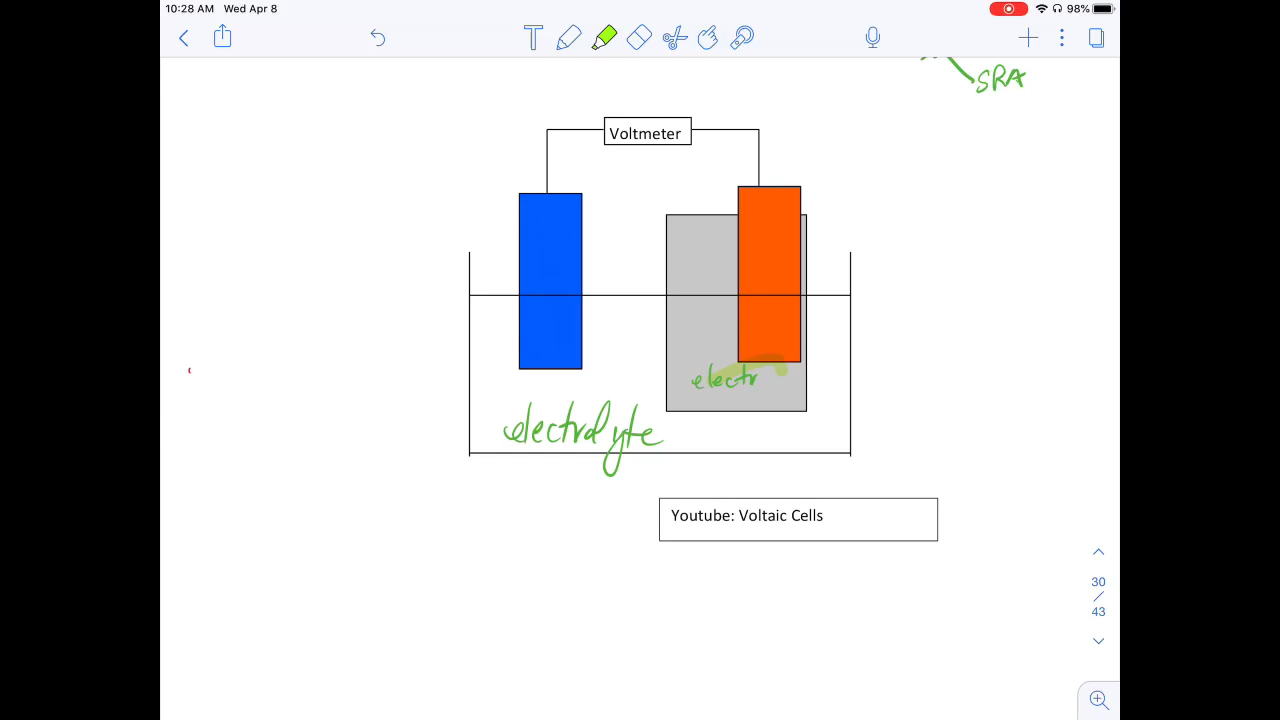 10:28 AM Wed Apr 8
98%
T
SRA
Voltmeter
electr
electrolyte
Youtube: Voltaic Cells
30
/
43